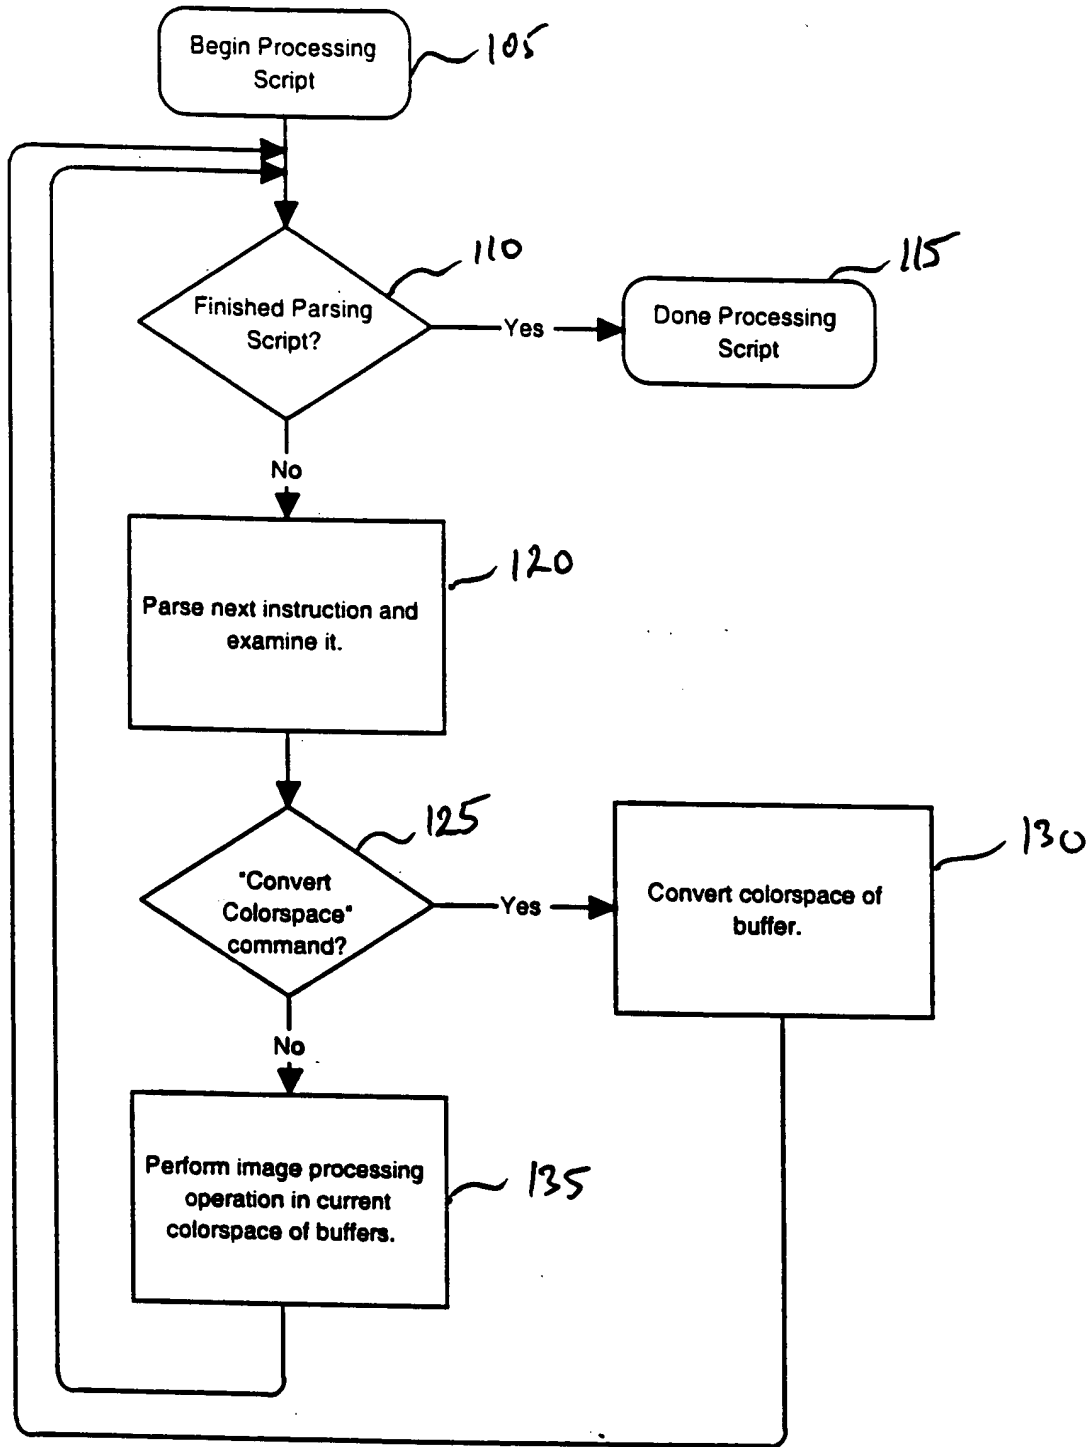 Begin Processing
Script
105
110
115
Finished Parsing
Script?
Yes
Done Processing
Script
No
120
Parse next instruction and
examine it.
125
130
"Convert
Colorspace"
command?
Yes
Convert colorspace of
buffer.
No
Perform image processing
operation in current
colorspace of buffers.
135